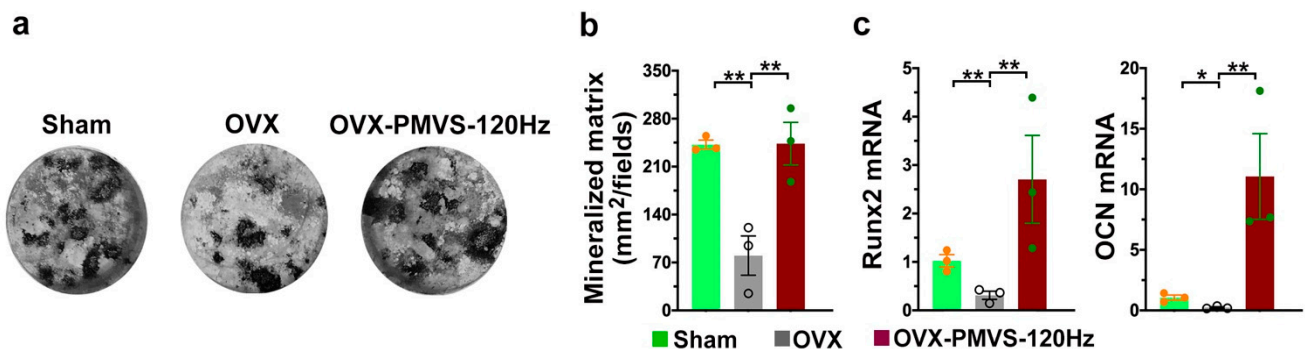 a
Sham
OVX
OVX-PMVS-120Hz
b
Mineralized matrix
(mm²/fields)
350
280
210
140
70
0
**
**
c
Runx2 mRNA
5
4
3
2
1
0
**
**
OCN mRNA
20
15
10
5
0
*
**
Sham
OVX
OVX-PMVS-120Hz